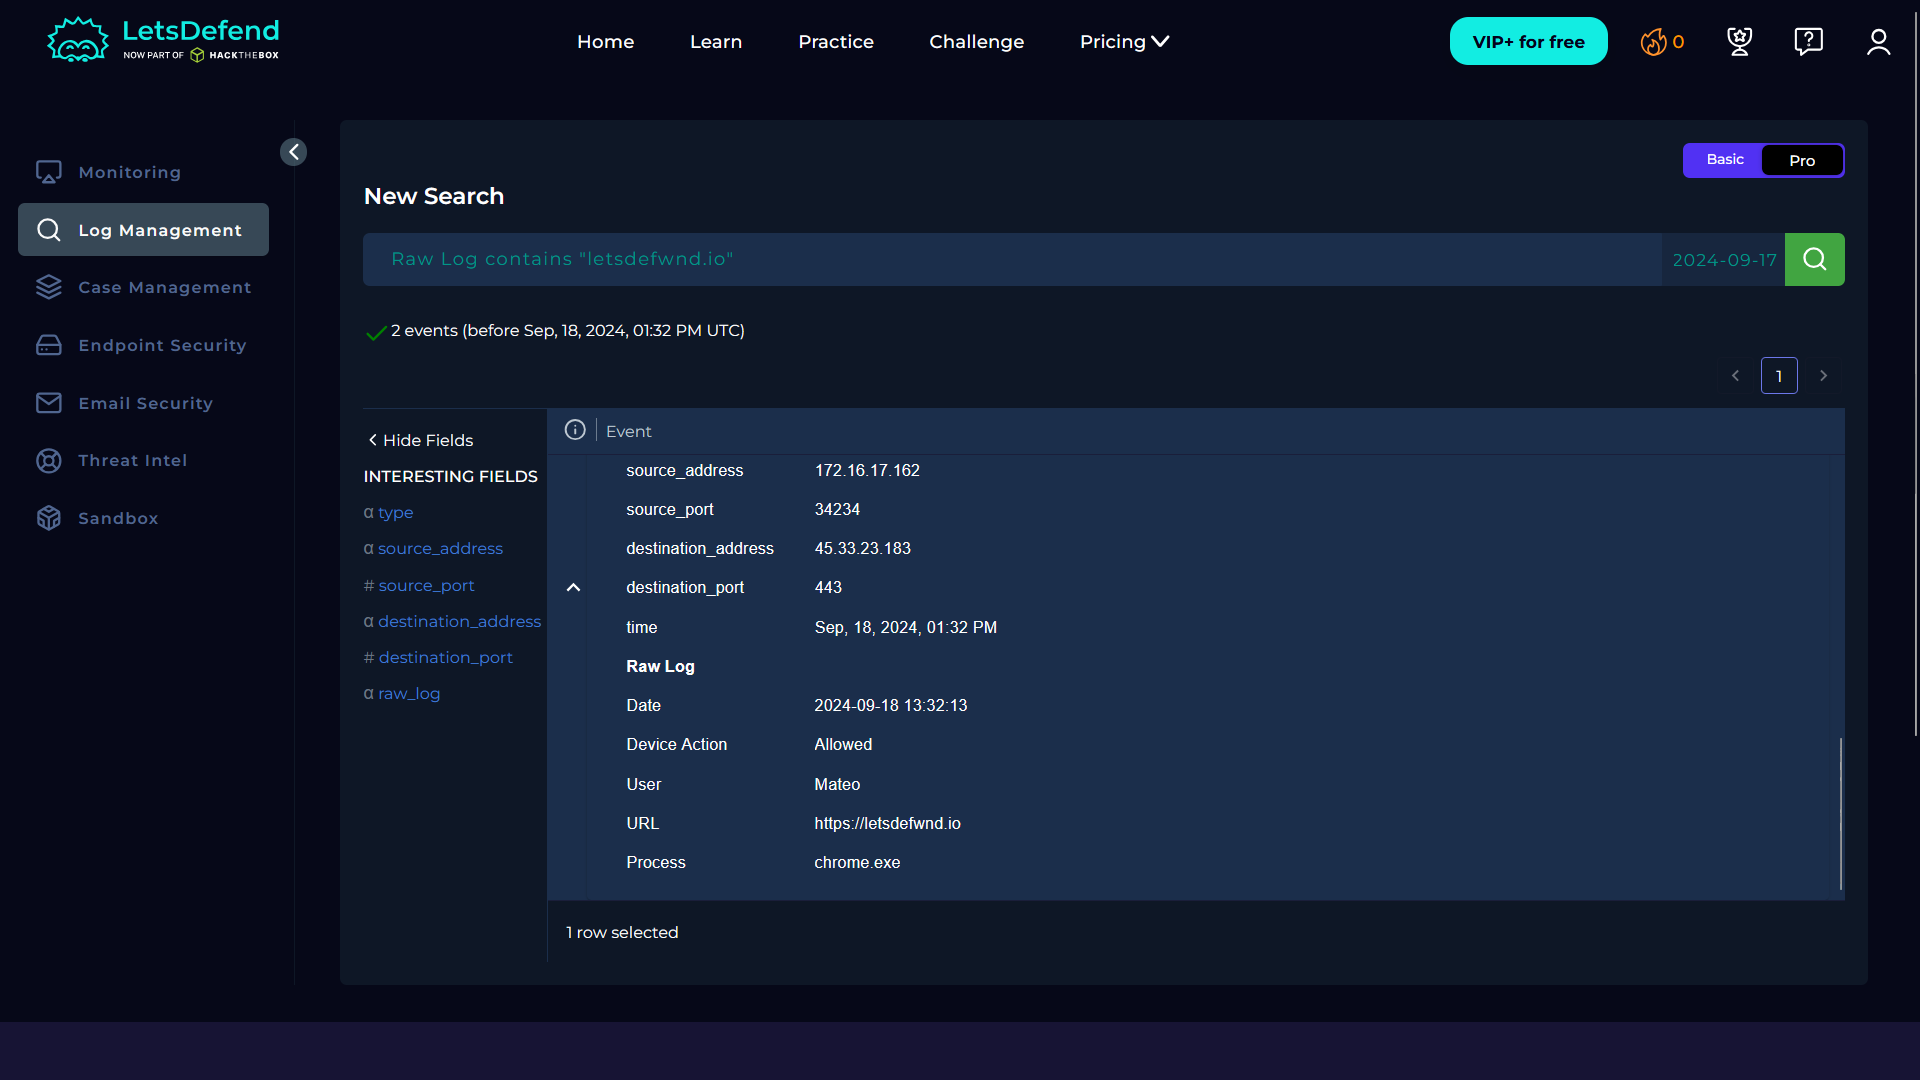 LetsDefend
NOW PART OF HACKTHEBOX
Home
Learn
Practice
Challenge
Pricing
VIP+ for free
0
Monitoring
Log Management
Case Management
Endpoint Security
Email Security
Threat Intel
Sandbox
Basic
Pro
New Search
Raw Log contains "letsdefwnd.io"
2024-09-17
2 events (before Sep, 18, 2024, 01:32 PM UTC)
1
Hide Fields
INTERESTING FIELDS
α type
α source_address
# source_port
α destination_address
# destination_port
α raw_log
Event
source_address 172.16.17.162
source_port 34234
destination_address 45.33.23.183
destination_port 443
time Sep, 18, 2024, 01:32 PM
Raw Log
Date 2024-09-18 13:32:13
Device Action Allowed
User Mateo
URL https://letsdefwnd.io
Process chrome.exe
1 row selected